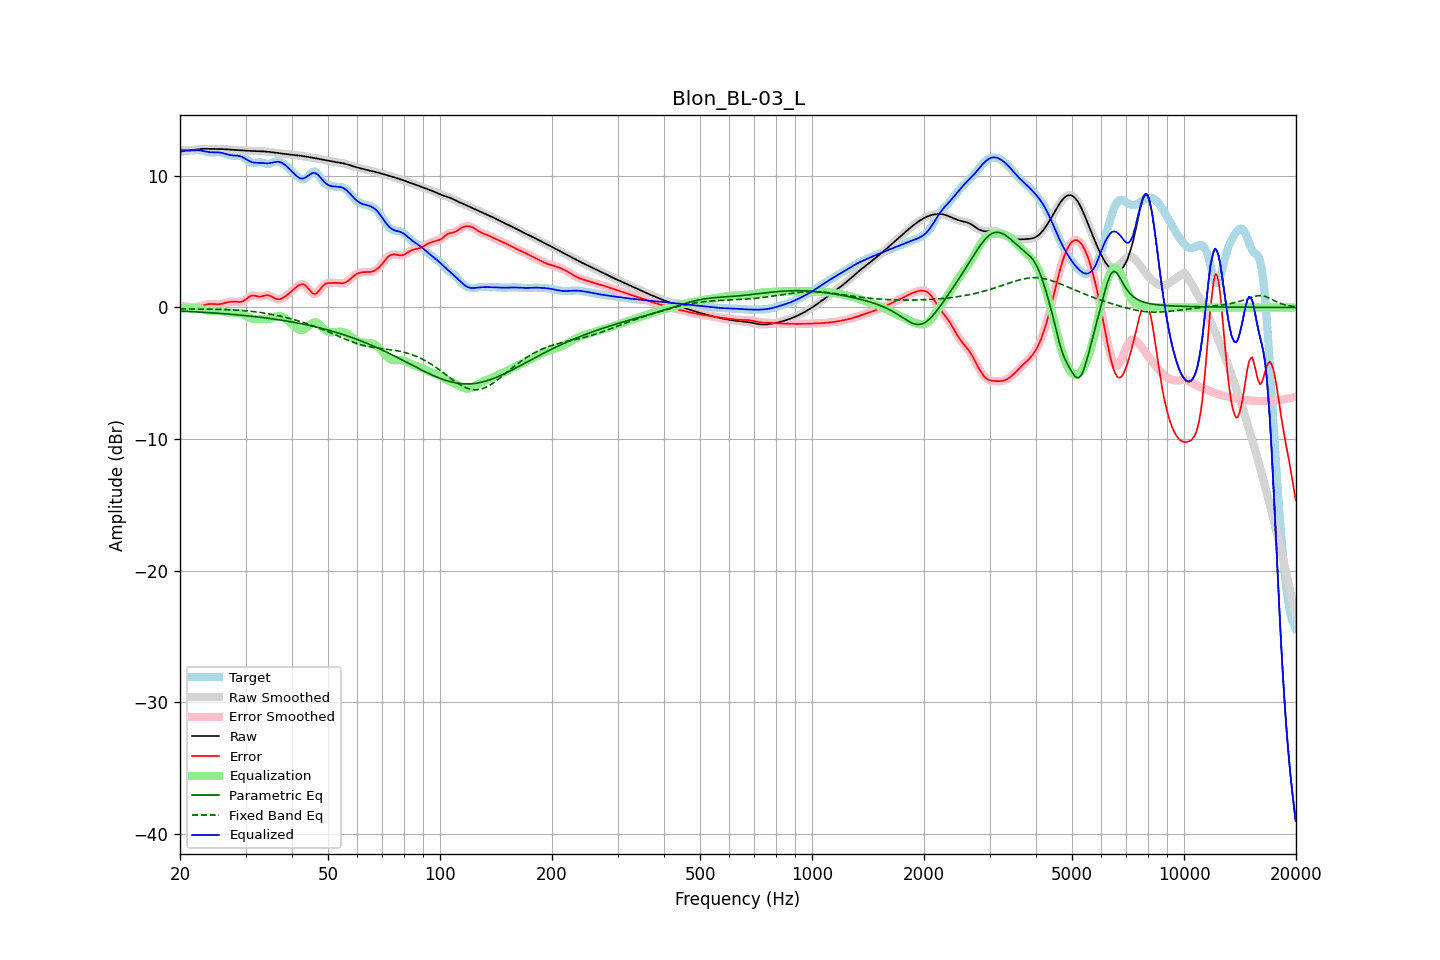 Blon_BL-03_L
Amplitude (dBr)
10
0
−10
−20
−30
−40
Target
Raw Smoothed
Error Smoothed
Raw
Error
Equalization
Parametric Eq
Fixed Band Eq
Equalized
20 50 100 200 500 1000 2000 5000 10000 20000
Frequency (Hz)